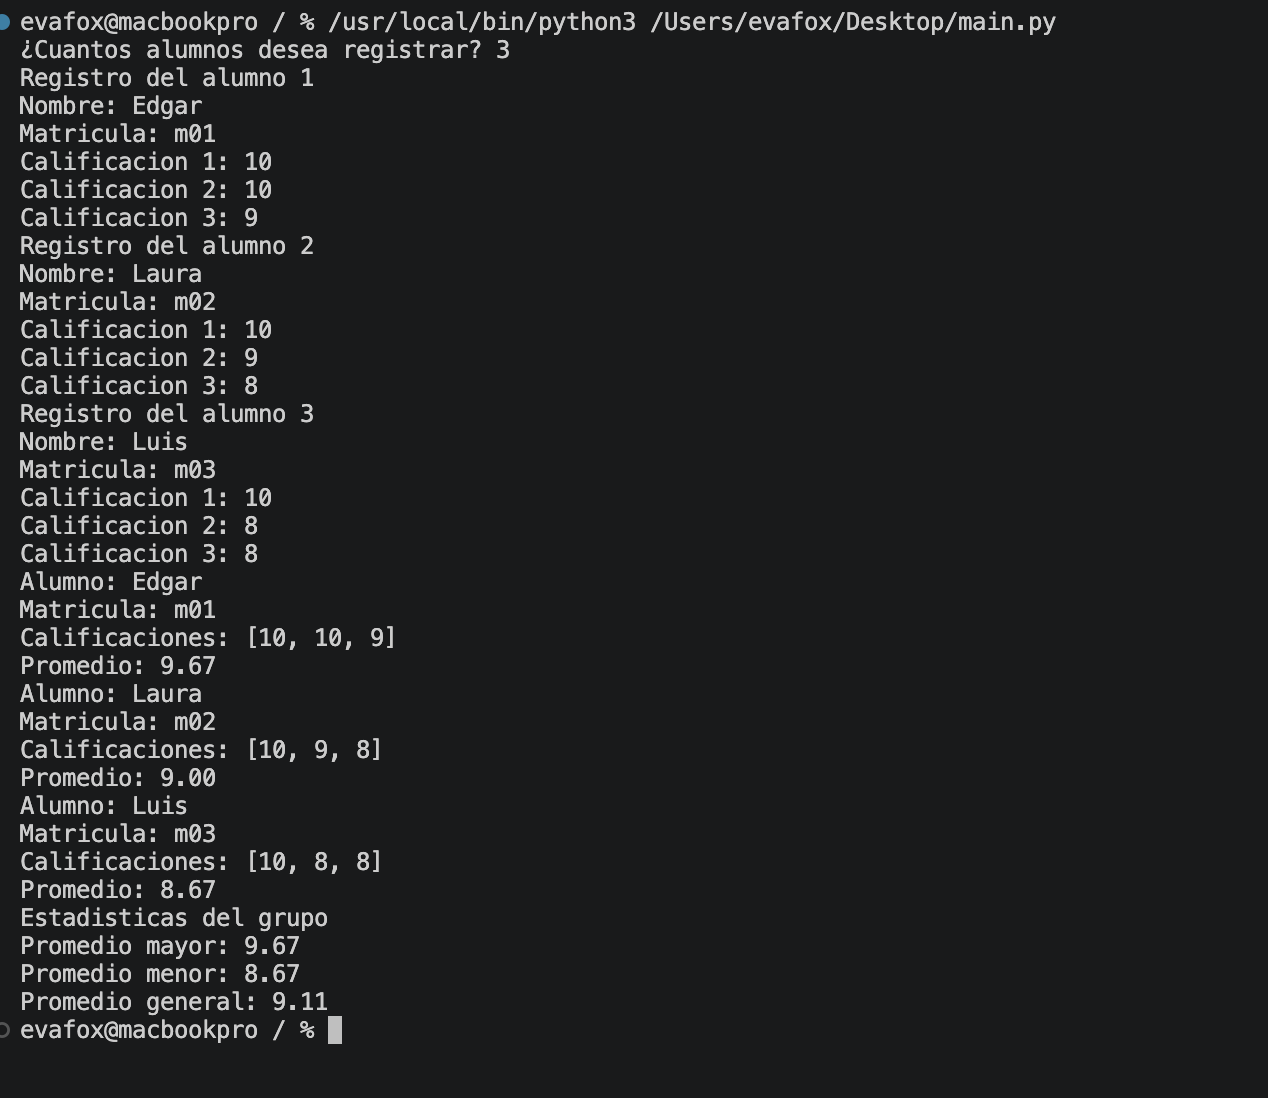 evafox@macbookpro / % /usr/local/bin/python3 /Users/evafox/Desktop/main.py
¿Cuantos alumnos desea registrar? 3
Registro del alumno 1
Nombre: Edgar
Matricula: m01
Calificacion 1: 10
Calificacion 2: 10
Calificacion 3: 9
Registro del alumno 2
Nombre: Laura
Matricula: m02
Calificacion 1: 10
Calificacion 2: 9
Calificacion 3: 8
Registro del alumno 3
Nombre: Luis
Matricula: m03
Calificacion 1: 10
Calificacion 2: 8
Calificacion 3: 8
Alumno: Edgar
Matricula: m01
Calificaciones: [10, 10, 9]
Promedio: 9.67
Alumno: Laura
Matricula: m02
Calificaciones: [10, 9, 8]
Promedio: 9.00
Alumno: Luis
Matricula: m03
Calificaciones: [10, 8, 8]
Promedio: 8.67
Estadisticas del grupo
Promedio mayor: 9.67
Promedio menor: 8.67
Promedio general: 9.11
evafox@macbookpro / %